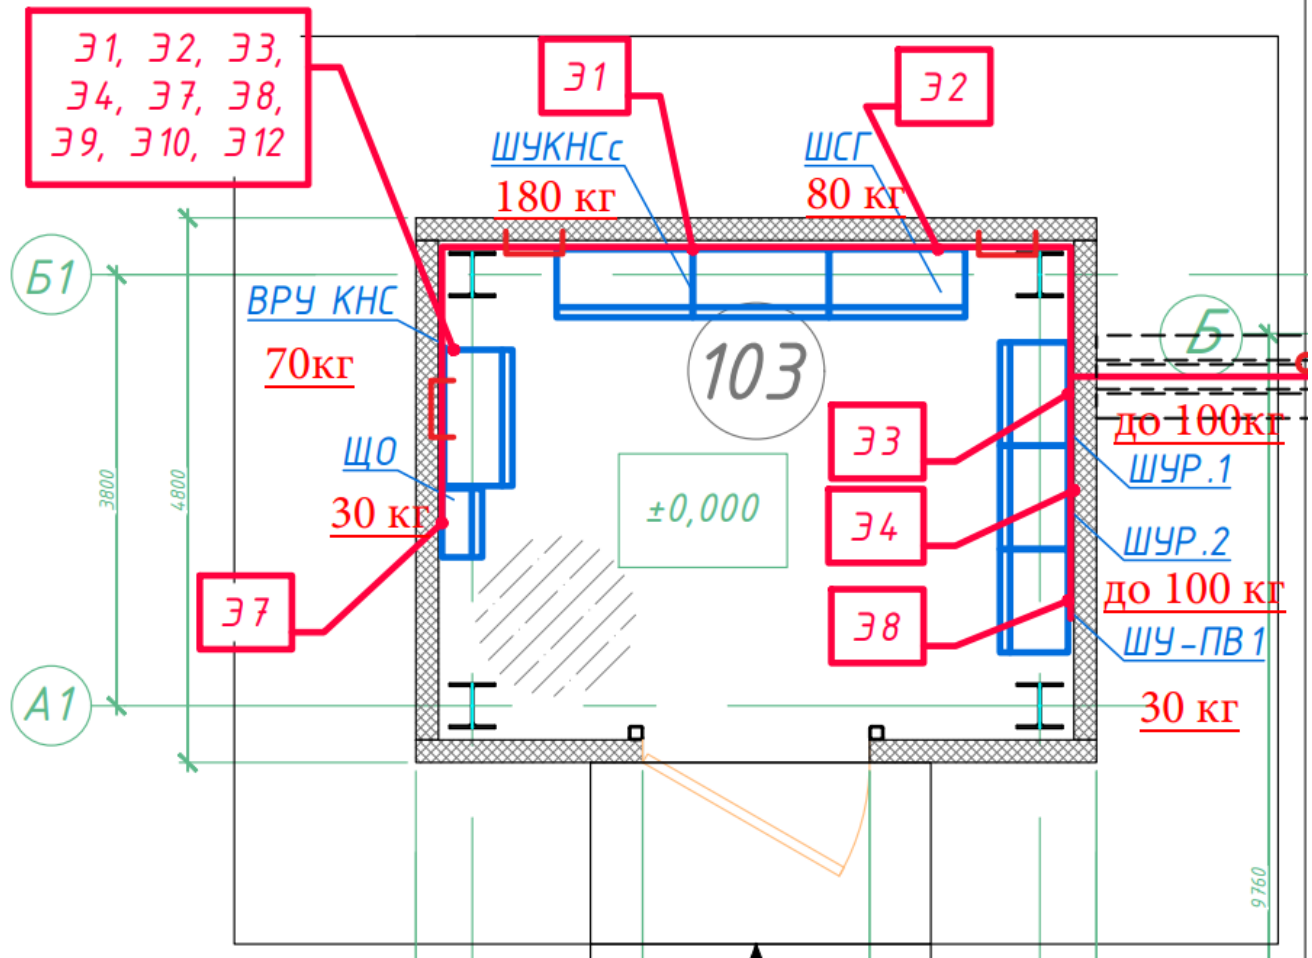 Э1, Э2, Э3,
Э4, Э7, Э8,
Э9, Э10, Э12
Э1
Э2
ШУКНСс
180 кг
ШСГ
80 кг
Б1
ВРУ КНС
70кг
103
Б
Э3
до 100кг
ШУР.1
ЩО
30 кг
3800
4800
±0,000
Э4
ШУР.2
до 100 кг
Э7
Э8
ШУ-ПВ1
30 кг
А1
9760